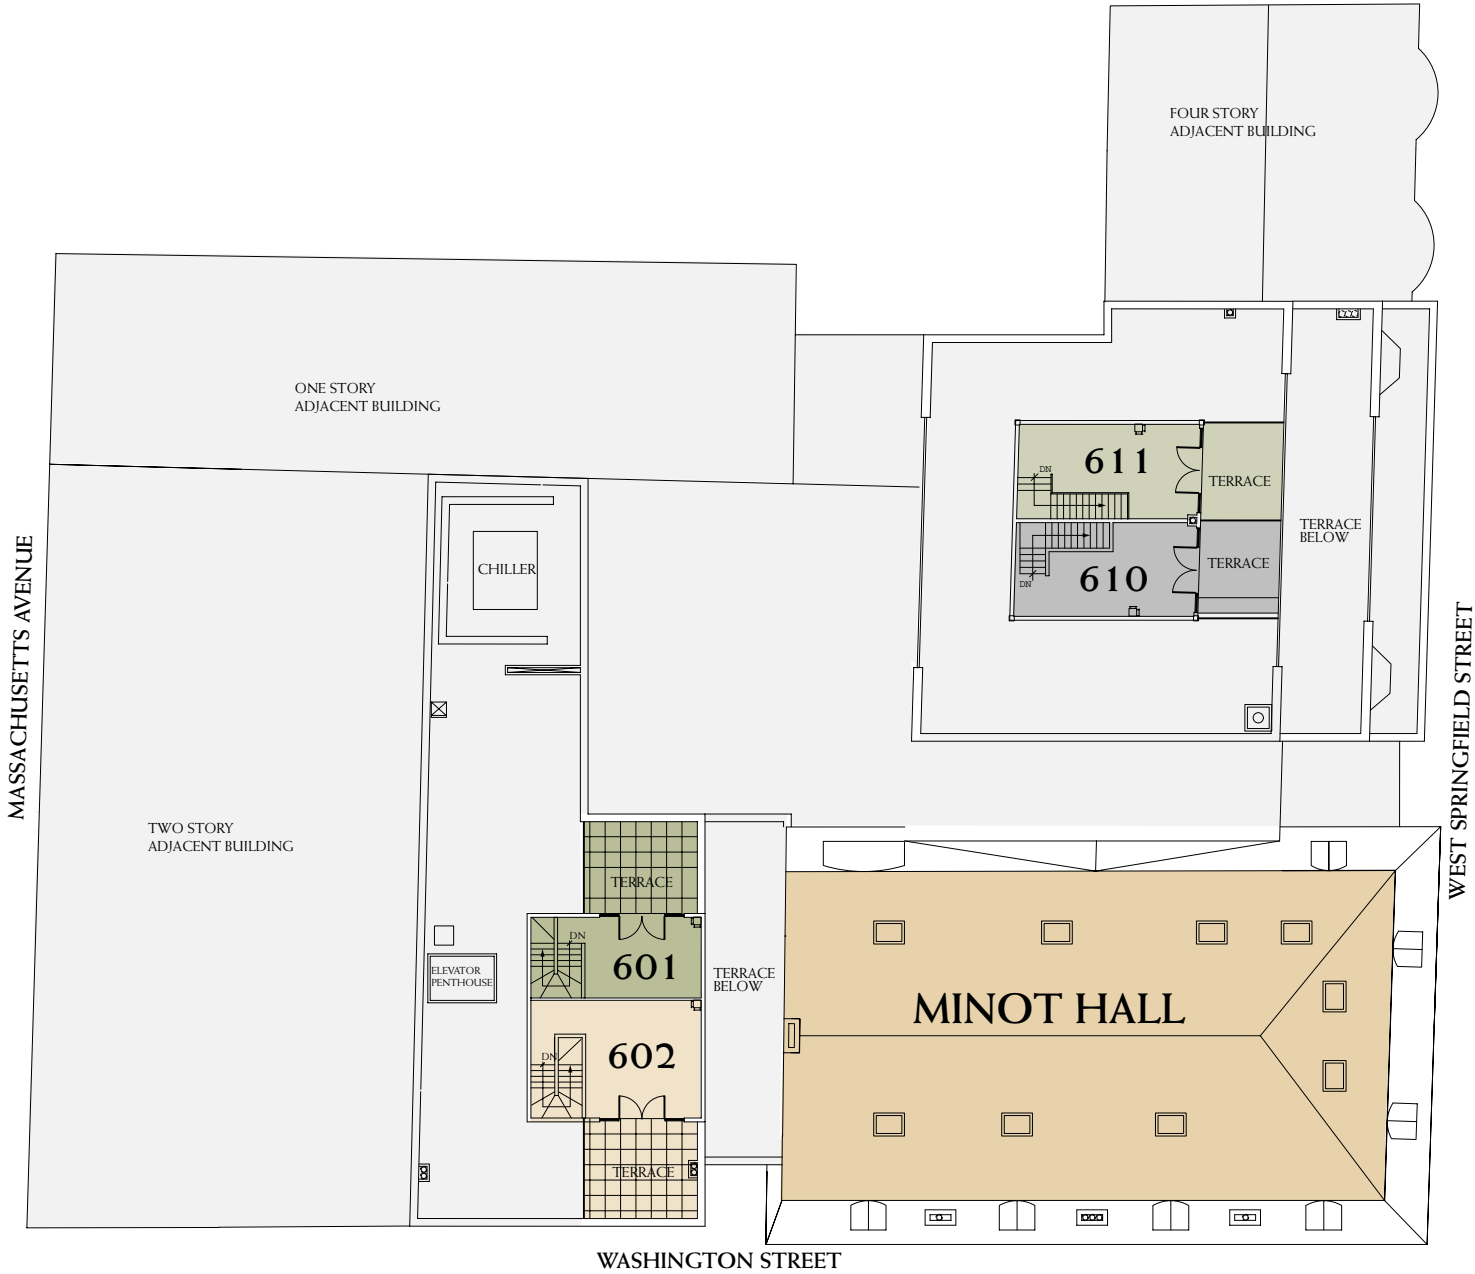 FOUR STORY
ADJACENT BUILDING
ONE STORY
ADJACENT BUILDING
611
DN
TERRACE
TERRACE
BELOW
CHILLER
610
DN
TERRACE
MASSACHUSETTS AVENUE
WEST SPRINGFIELD STREET
TWO STORY
ADJACENT BUILDING
TERRACE
DN
601
ELEVATOR
PENTHOUSE
TERRACE
BELOW
MINOT HALL
DN
602
TERRACE
WASHINGTON STREET